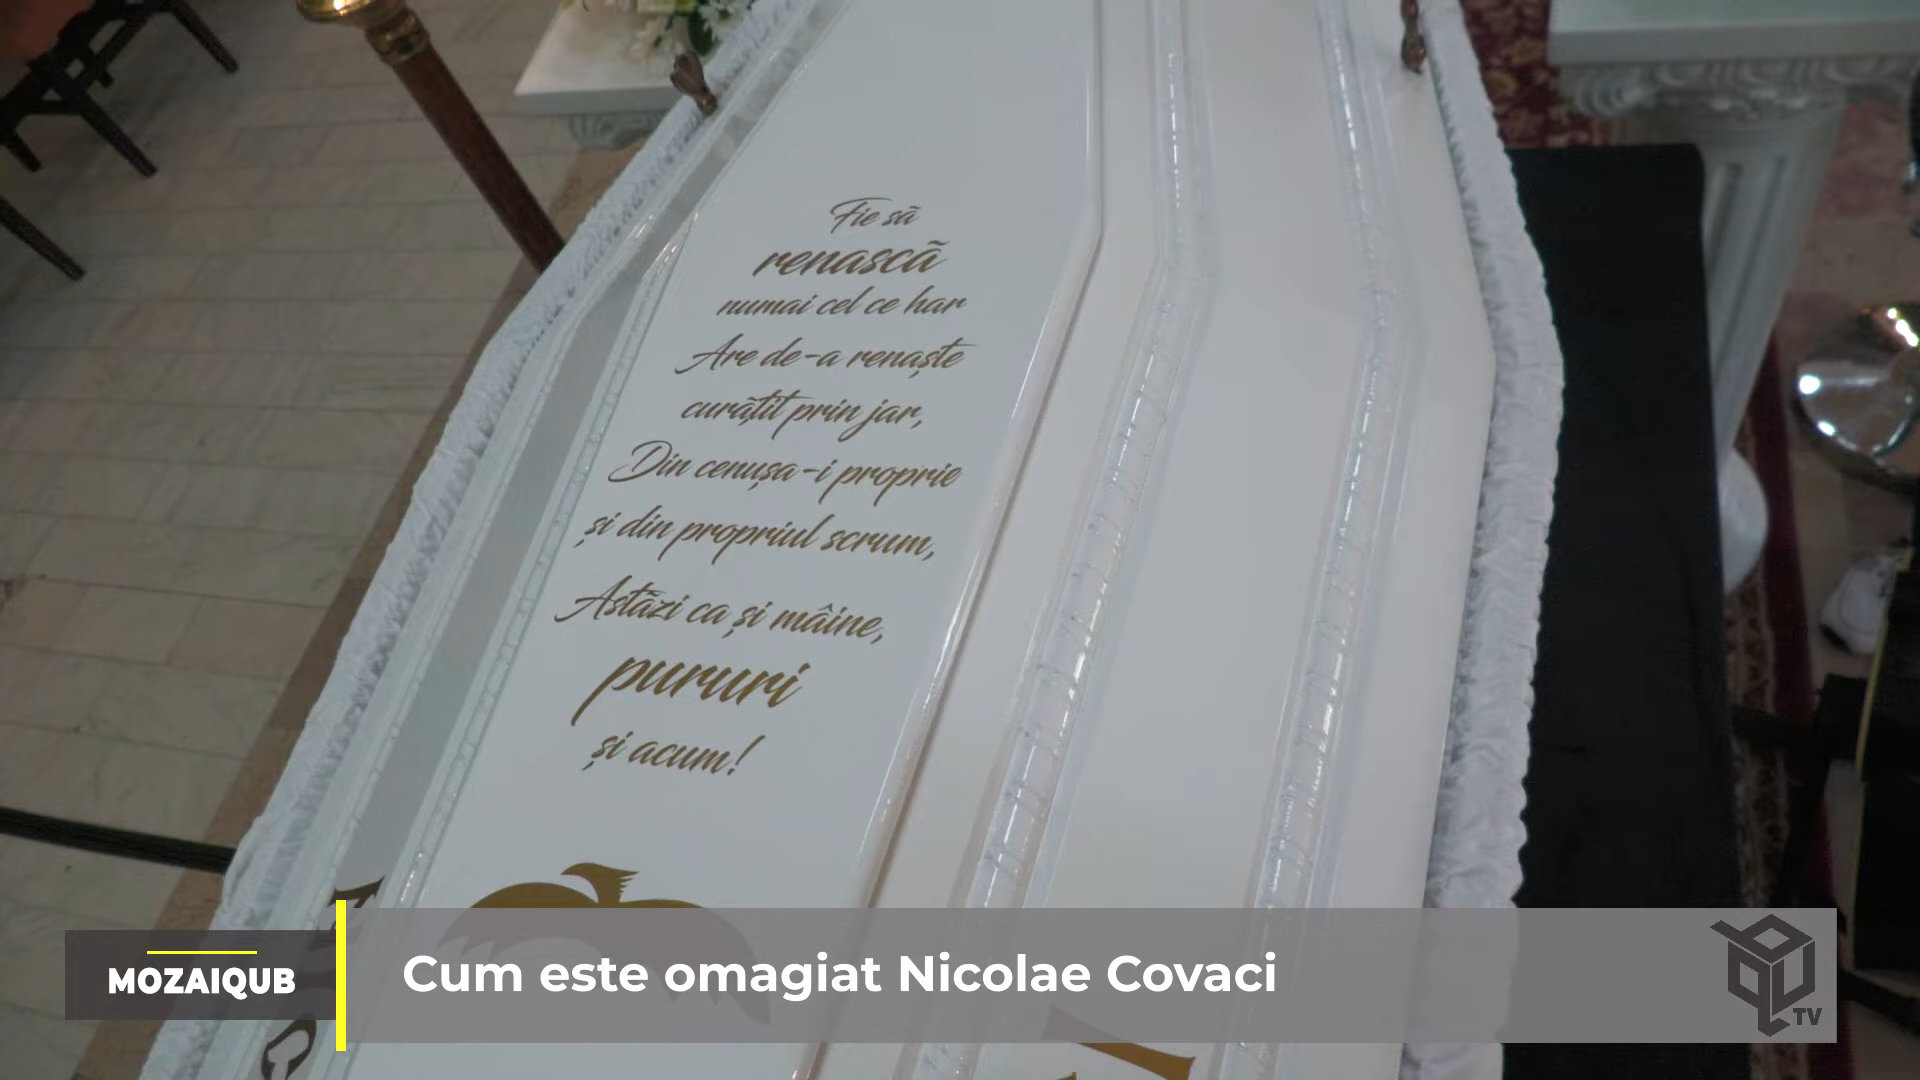 Fie să
renască
numai cel ce har
Are de-a renaște
curățit prin jar,
Din cenușa-i proprie
și din propriul scrum,
Astăzi ca și mâine,
pururi
și acum!
MOZAIQUB
Cum este omagiat Nicolae Covaci
TV